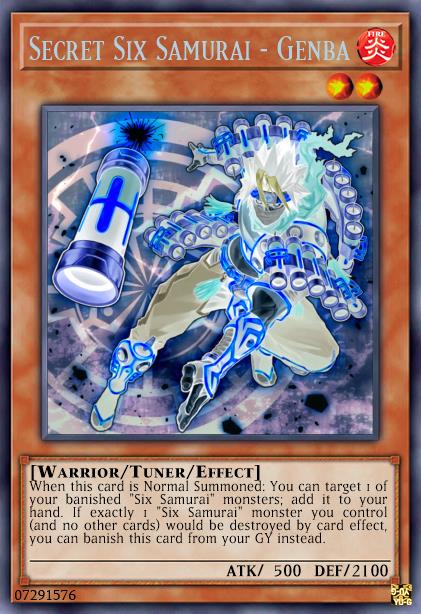 SECRET SIX SAMURAI - GENBA
FIRE
炎
[WARRIOR/TUNER/EFFECT]
When this card is Normal Summoned: You can target 1 of
your banished "Six Samurai" monsters; add it to your
hand. If exactly 1 "Six Samurai" monster you control
(and no other cards) would be destroyed by card effect,
you can banish this card from your GY instead.
ATK/ 500 DEF/2100
07291576